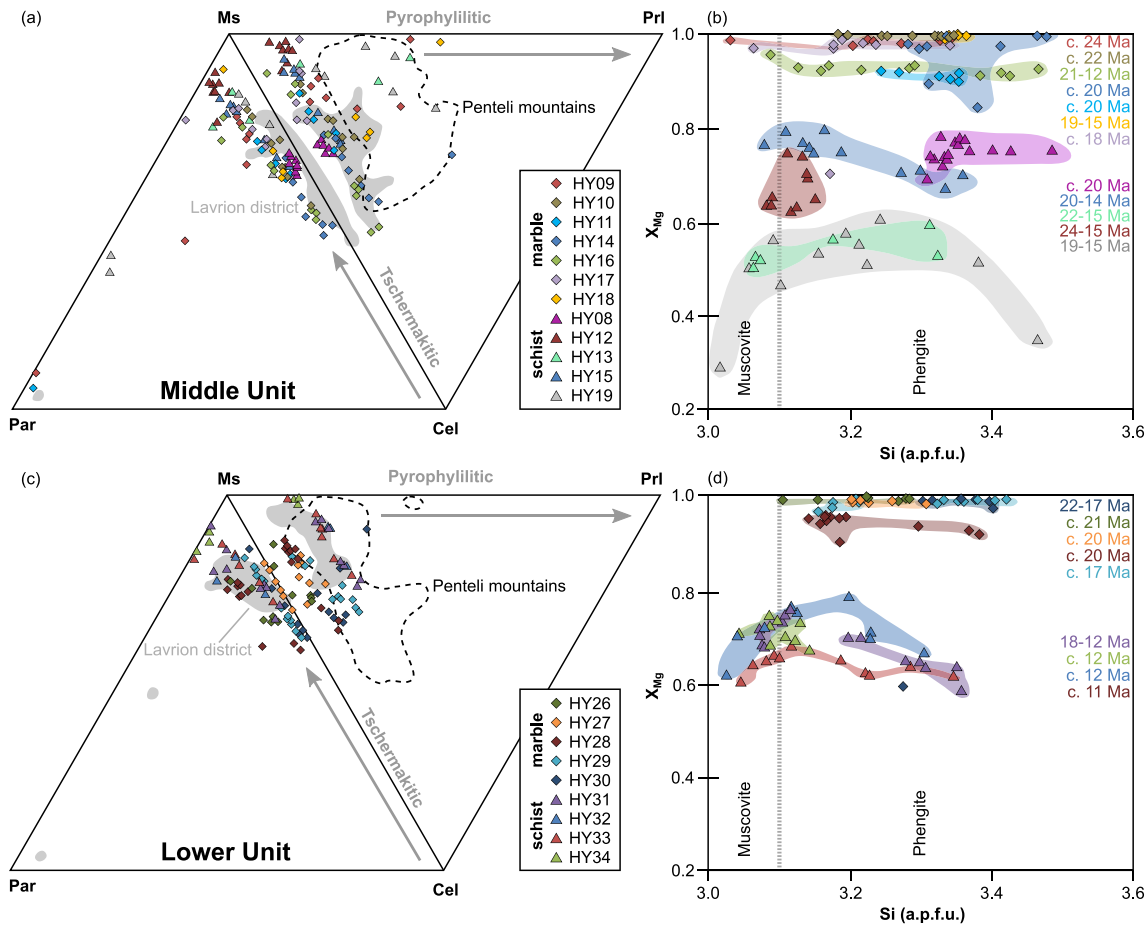 (a)
Ms
Pyrophylilitic
Prl
Penteli mountains
Lavrion district
Tschermakitic
Middle Unit
Par
Cel
marble
schist
HY09
HY10
HY11
HY14
HY16
HY17
HY18
HY08
HY12
HY13
HY15
HY19
(b)
1.0
0.8
0.6
0.4
0.2
XMg
3.0
3.2
3.4
3.6
Si (a.p.f.u.)
Muscovite
Phengite
c. 24 Ma
c. 22 Ma
21-12 Ma
c. 20 Ma
c. 20 Ma
19-15 Ma
c. 18 Ma
c. 20 Ma
20-14 Ma
22-15 Ma
24-15 Ma
19-15 Ma
(c)
Ms
Pyrophylilitic
Prl
Penteli mountains
Lavrion district
Tschermakitic
Lower Unit
Par
Cel
marble
schist
HY26
HY27
HY28
HY29
HY30
HY31
HY32
HY33
HY34
(d)
1.0
0.8
0.6
0.4
0.2
XMg
3.0
3.2
3.4
3.6
Si (a.p.f.u.)
Muscovite
Phengite
22-17 Ma
c. 21 Ma
c. 20 Ma
c. 20 Ma
c. 17 Ma
18-12 Ma
c. 12 Ma
c. 12 Ma
c. 11 Ma